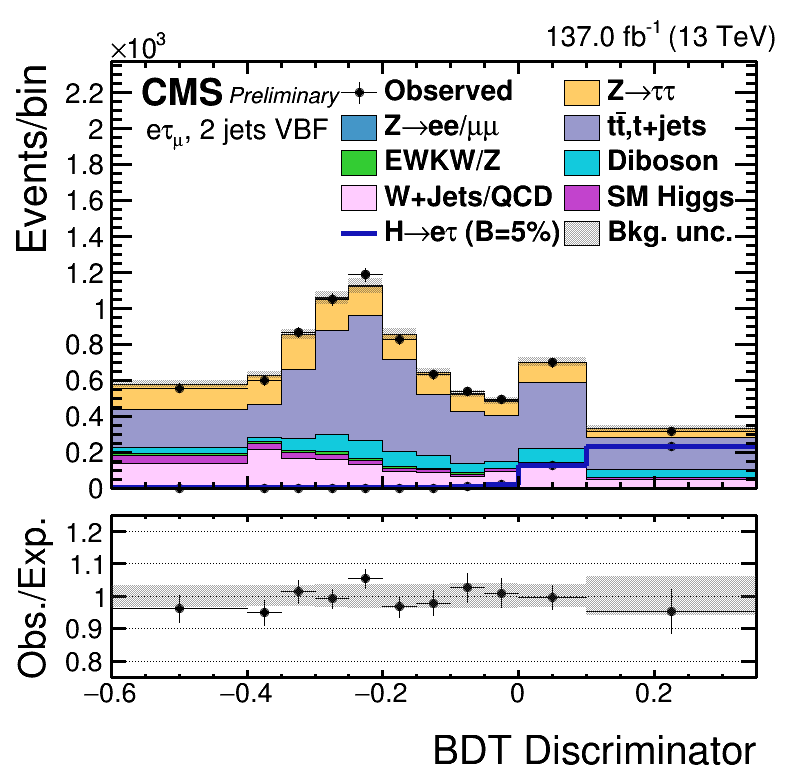 ×10³ 137.0 fb⁻¹ (13 TeV)
Events/bin
CMS Preliminary
eτμ, 2 jets VBF
Observed
Z→ττ
Z→ee/μμ
tt̄,t+jets
EWKW/Z
Diboson
W+Jets/QCD
SM Higgs
H→eτ (B=5%)
Bkg. unc.
2.2
2
1.8
1.6
1.4
1.2
1
0.8
0.6
0.4
0.2
0
Obs./Exp.
1.2
1.1
1
0.9
0.8
−0.6 −0.4 −0.2 0 0.2
BDT Discriminator